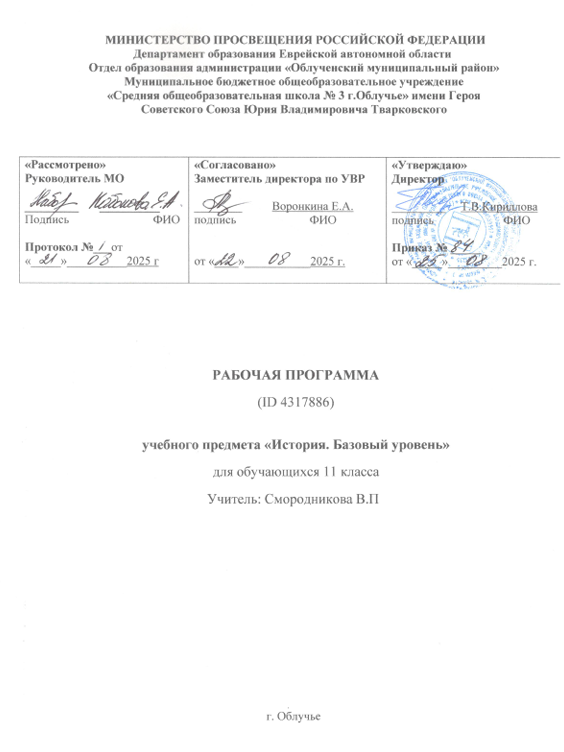 МИНИСТЕРСТВО ПРОСВЕЩЕНИЯ РОССИЙСКОЙ ФЕДЕРАЦИИ
Департамент образования Еврейской автономной области
Отдел образования администрации «Облученский муниципальный район»
Муниципальное бюджетное общеобразовательное учреждение
«Средняя общеобразовательная школа № 3 г.Облучье» имени Героя
Советского Союза Юрия Владимировича Тварковского
«Рассмотрено»
Руководитель МО
Подпись ФИО
Протокол № 1 от
«21» 08 2025 г
«Согласовано»
Заместитель директора по УВР
Воронкина Е.А.
подпись ФИО
от «22» 08 2025 г.
«Утверждаю»
Директор
Т.В.Кириллова
подпись ФИО
Приказ № 84
от «25» 08 2025 г.
РАБОЧАЯ ПРОГРАММА
(ID 4317886)
учебного предмета «История. Базовый уровень»
для обучающихся 11 класса
Учитель: Смородникова В.П
г. Облучье